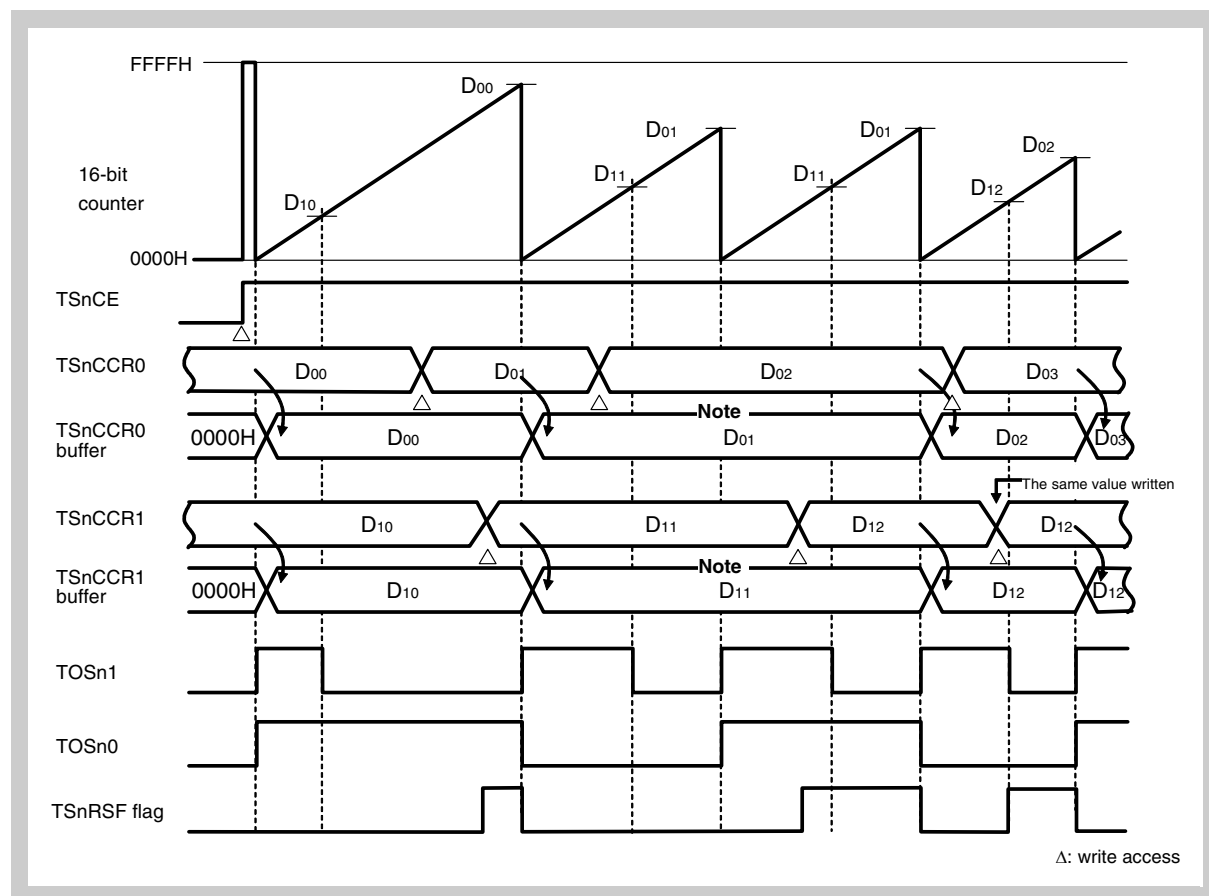 FFFFH
D00
D01
D01
D02
16-bit
counter
D10
D11
D11
D12
0000H
TSnCE
TSnCCR0
D00
D01
D02
D03
Note
TSnCCR0
buffer
0000H
D00
D01
D02
D03
The same value written
TSnCCR1
D10
D11
D12
D12
Note
TSnCCR1
buffer
0000H
D10
D11
D12
D12
TOSn1
TOSn0
TSnRSF flag
Δ: write access